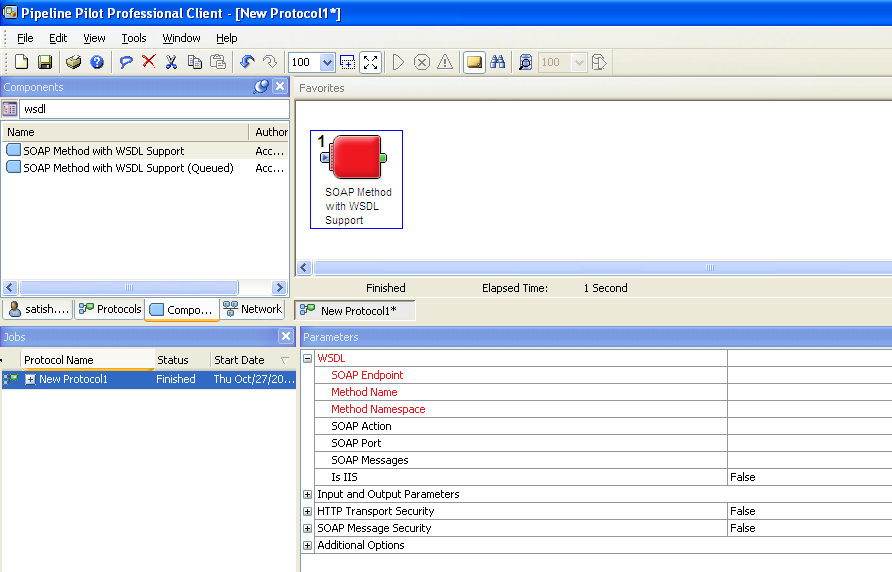 Pipeline Pilot Professional Client - [New Protocol1*]
File Edit View Tools Window Help
100 100
Components
wsdl
Name Author
SOAP Method with WSDL Support Acc...
SOAP Method with WSDL Support (Queued) Acc...
satish.... Protocols Compo... Network
Favorites
1
SOAP Method
with WSDL
Support
Finished Elapsed Time: 1 Second
New Protocol1*
Jobs
Protocol Name Status Start Date
New Protocol1 Finished Thu Oct/27/20...
Parameters
WSDL
SOAP Endpoint
Method Name
Method Namespace
SOAP Action
SOAP Port
SOAP Messages
Is IIS False
Input and Output Parameters
HTTP Transport Security False
SOAP Message Security False
Additional Options